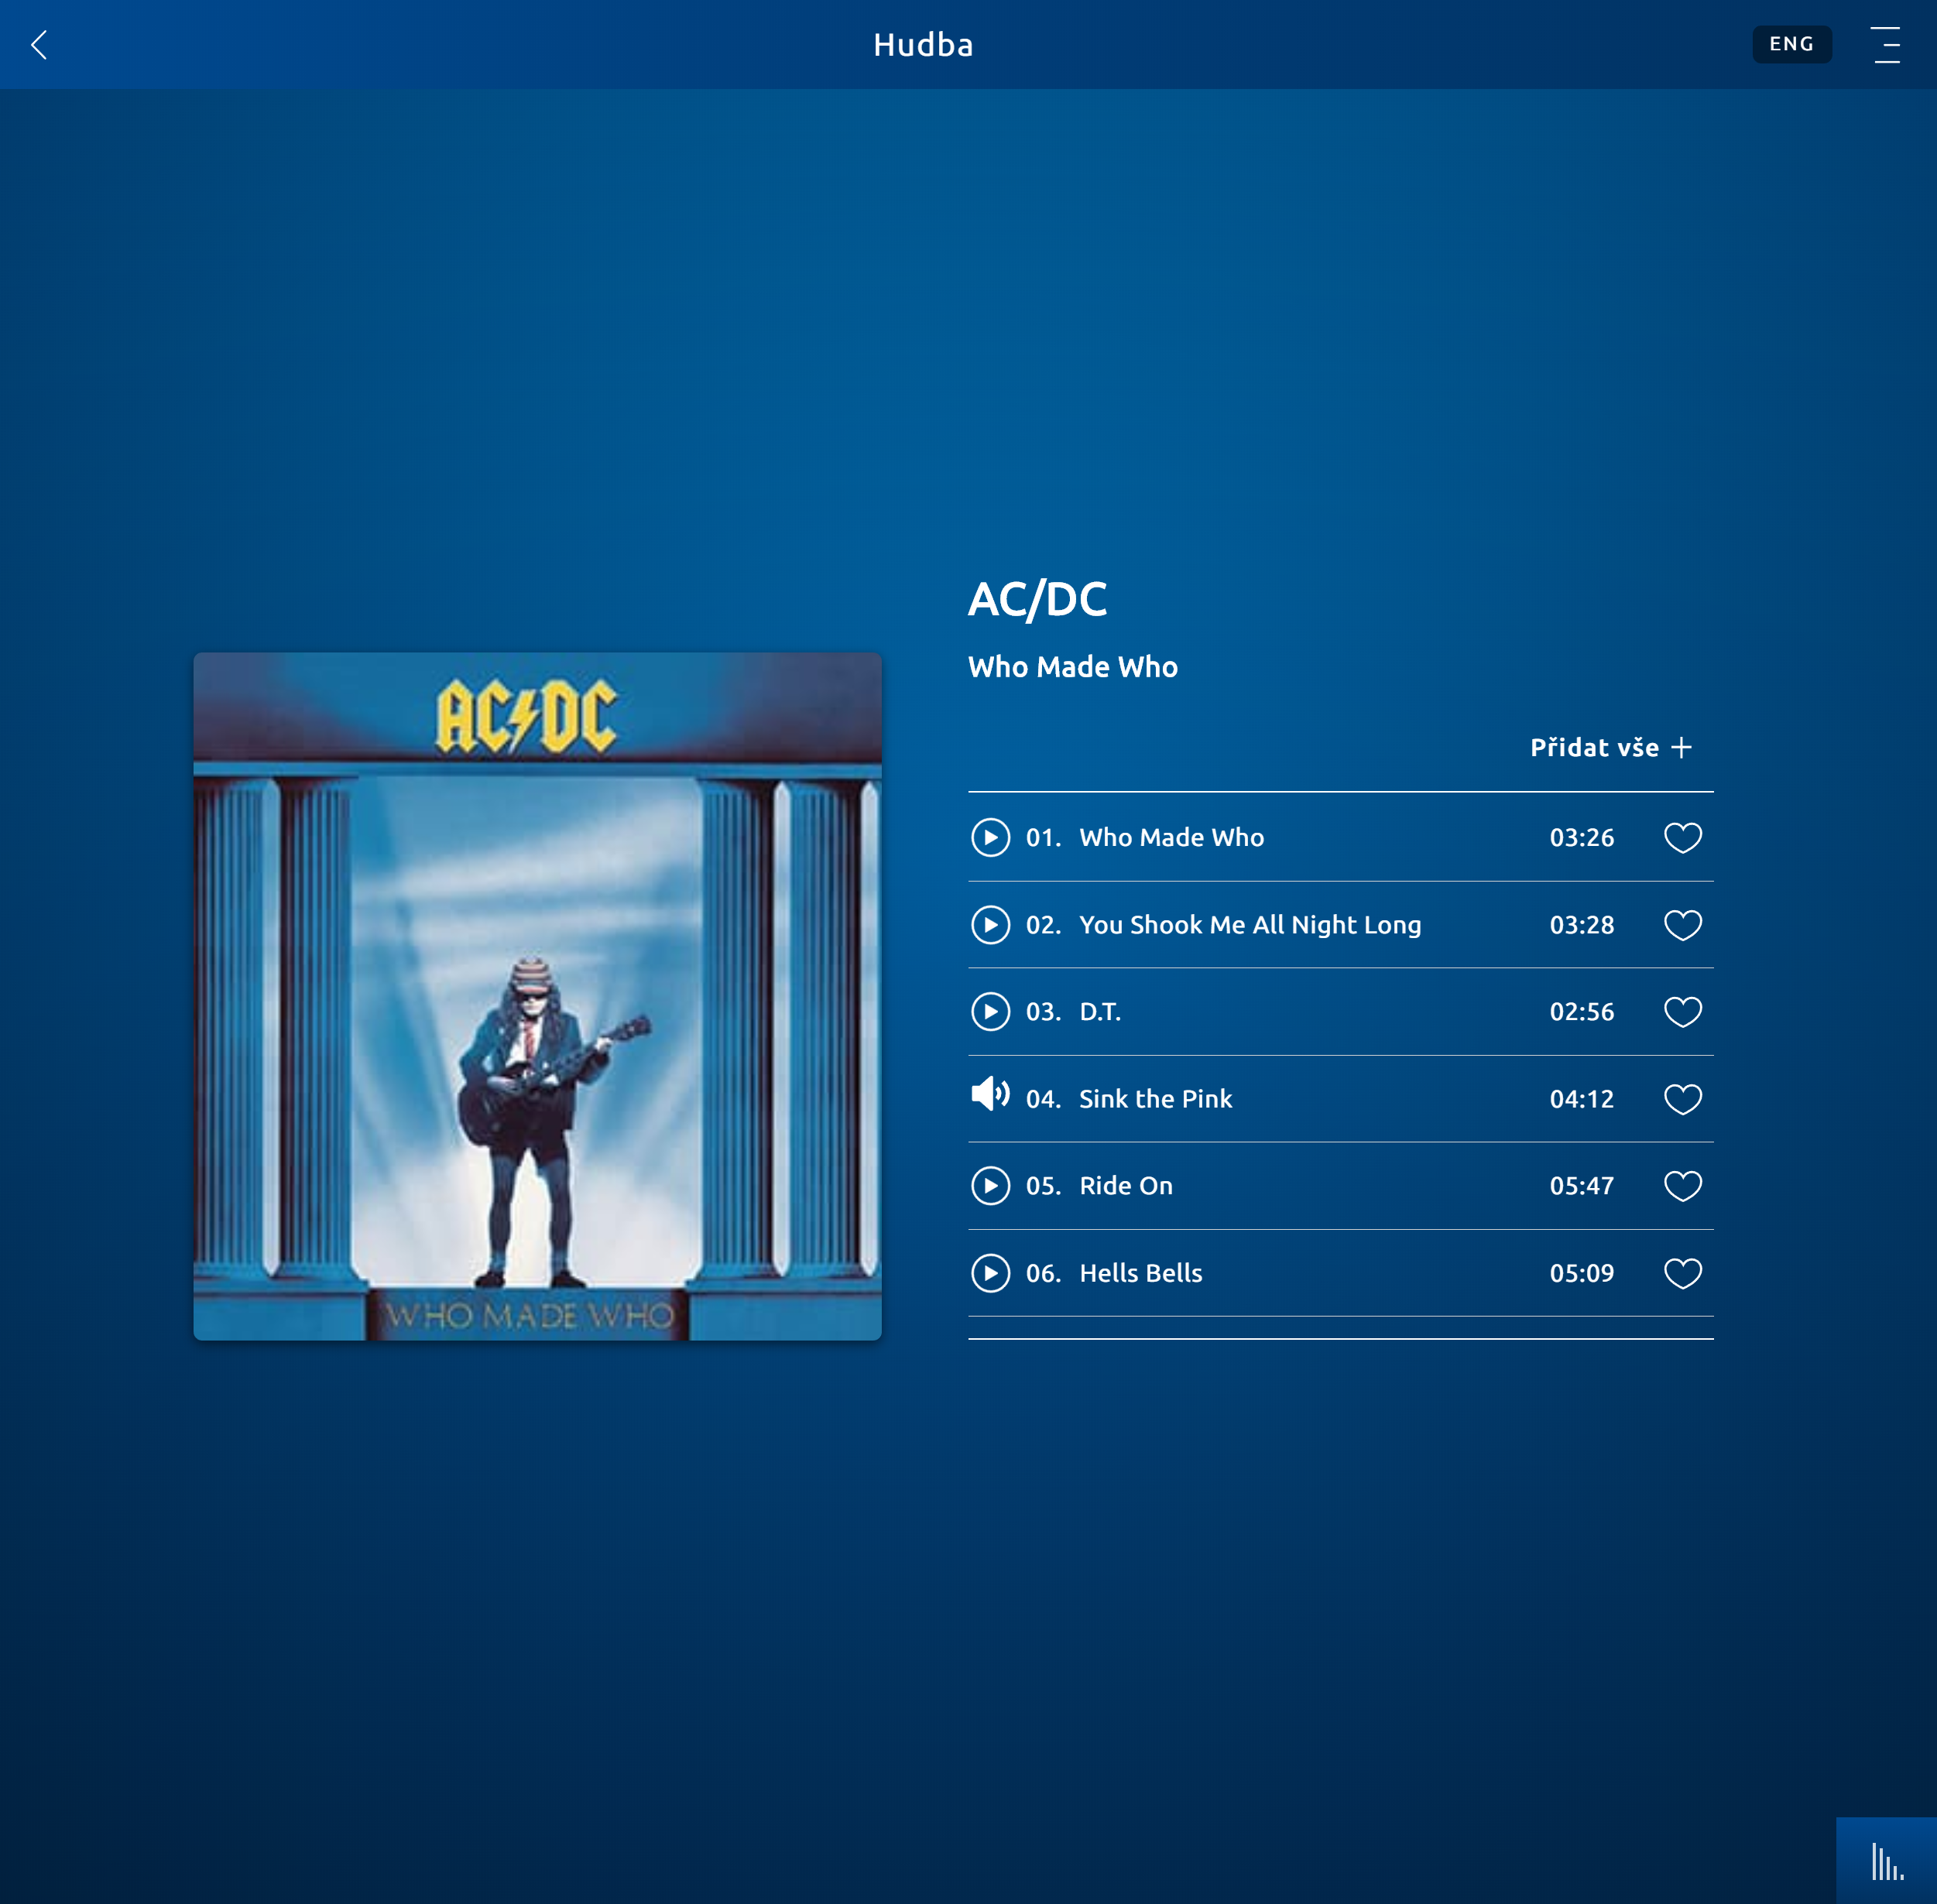 Hudba
ENG
AC/DC
Who Made Who
Přidat vše
01. Who Made Who 03:26
02. You Shook Me All Night Long 03:28
03. D.T. 02:56
04. Sink the Pink 04:12
05. Ride On 05:47
06. Hells Bells 05:09
AC DC
WHO MADE WHO